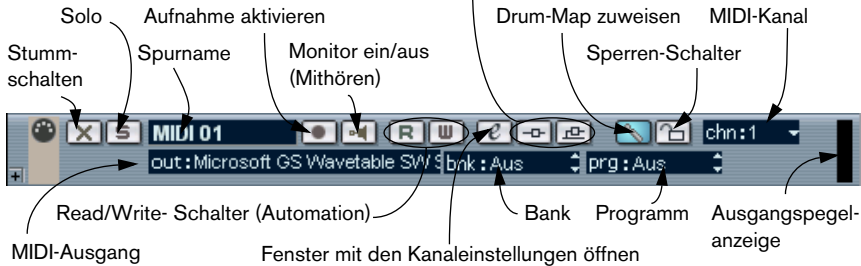 Solo
Aufnahme aktivieren
Drum-Map zuweisen
MIDI-Kanal
Stumm-
schalten
Spurname
Monitor ein/aus
(Mithören)
Sperren-Schalter
X
S
MIDI 01
R
W
e
chn:1
out:Microsoft GS Wavetable SW S
bnk:Aus
prg:Aus
Read/Write- Schalter (Automation)
Bank
Programm
Ausgangspegel-
anzeige
MIDI-Ausgang
Fenster mit den Kanaleinstellungen öffnen